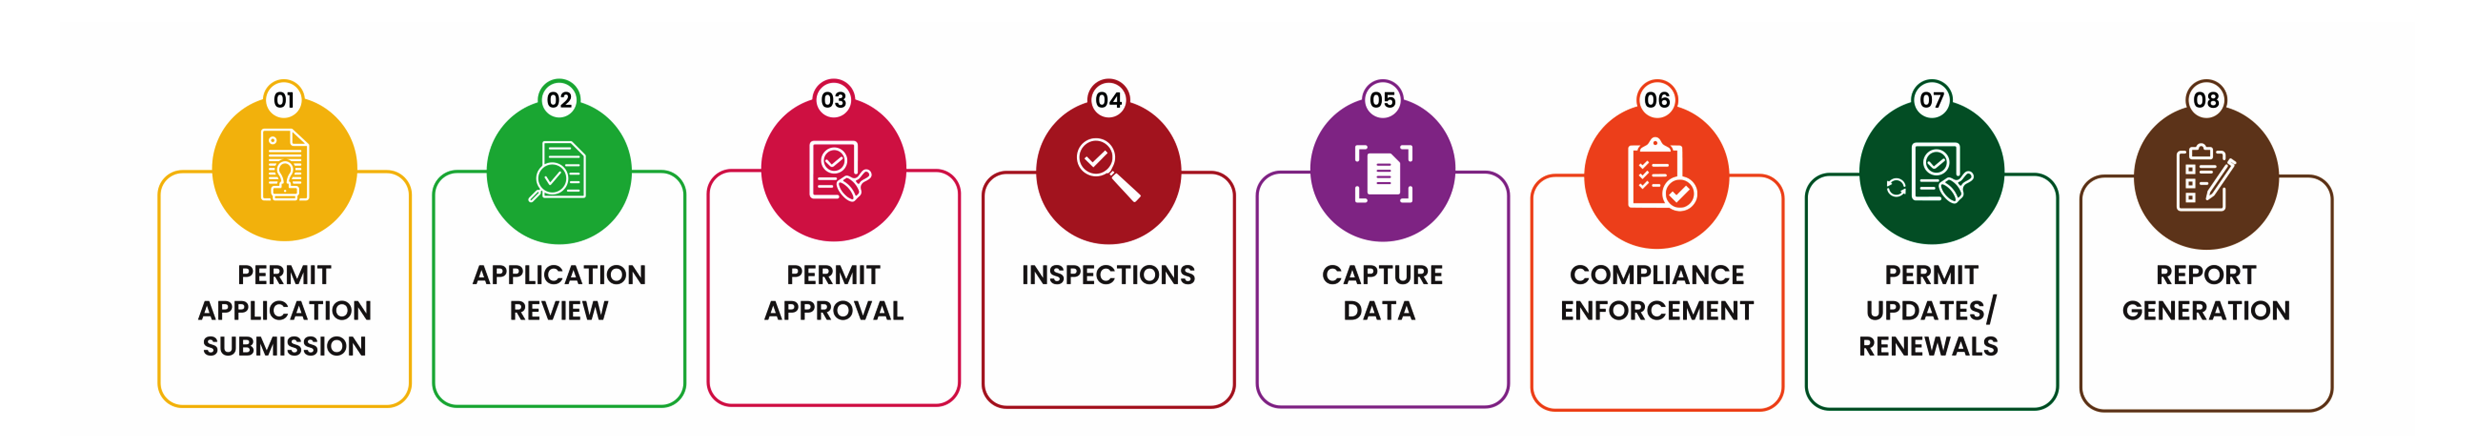 01
PERMIT
APPLICATION
SUBMISSION
02
APPLICATION
REVIEW
03
PERMIT
APPROVAL
04
INSPECTIONS
05
CAPTURE
DATA
06
COMPLIANCE
ENFORCEMENT
07
PERMIT
UPDATES/
RENEWALS
08
REPORT
GENERATION